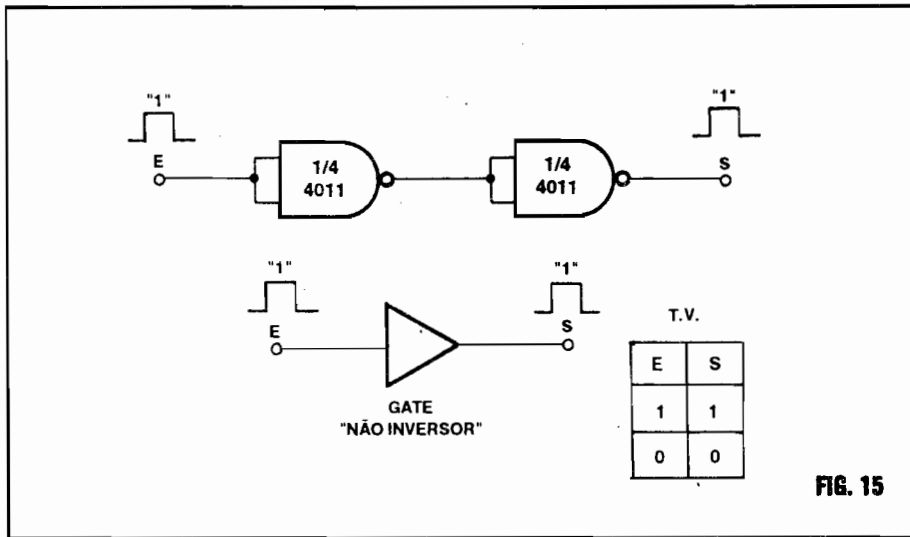 "1" "1"
E S
1/4 1/4
4011 4011
"1" "1"
E S
T.V.
E S
1 1
0 0
GATE
"NÃO INVERSOR"
FIG. 15